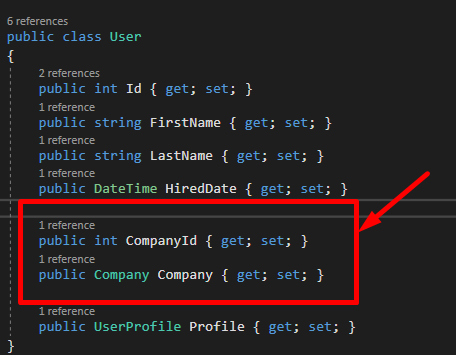 6 references
public class User
{
2 references
public int Id { get; set; }
1 reference
public string FirstName { get; set; }
1 reference
public string LastName { get; set; }
1 reference
public DateTime HiredDate { get; set; }
1 reference
public int CompanyId { get; set; }
1 reference
public Company Company { get; set; }
1 reference
public UserProfile Profile { get; set; }
}